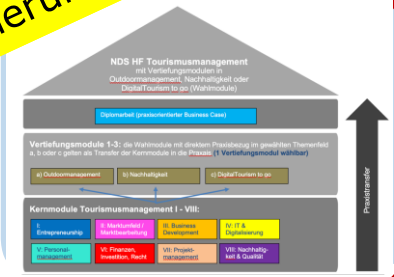 NDS HF Tourismusmanagement
mit Vertiefungsmodulen in
Outdoormanagement, Nachhaltigkeit oder
DigitalTourism to go (Wahlmodule)
Diplomarbeit (praxisorientierter Business Case)
Vertiefungsmodule 1-3: die Wahlmodule mit direktem Praxisbezug im gewählten Themenfeld
a, b oder c gelten als Transfer der Kernmodule in die Praxis. (1 Vertiefungsmodul wählbar)
a) Outdoormanagement
b) Nachhaltigkeit
c) DigitalTourism to go
Praxistransfer
Kernmodule Tourismusmanagement I - VIII:
I:
Entrepreneurship
II: Marktumfeld /
Marktbearbeitung
III. Business
Development
IV: IT &
Digitalisierung
V: Personal-
management
VI: Finanzen,
Investition, Recht
VII: Projekt-
management
VIII: Nachhaltig-
keit & Qualität